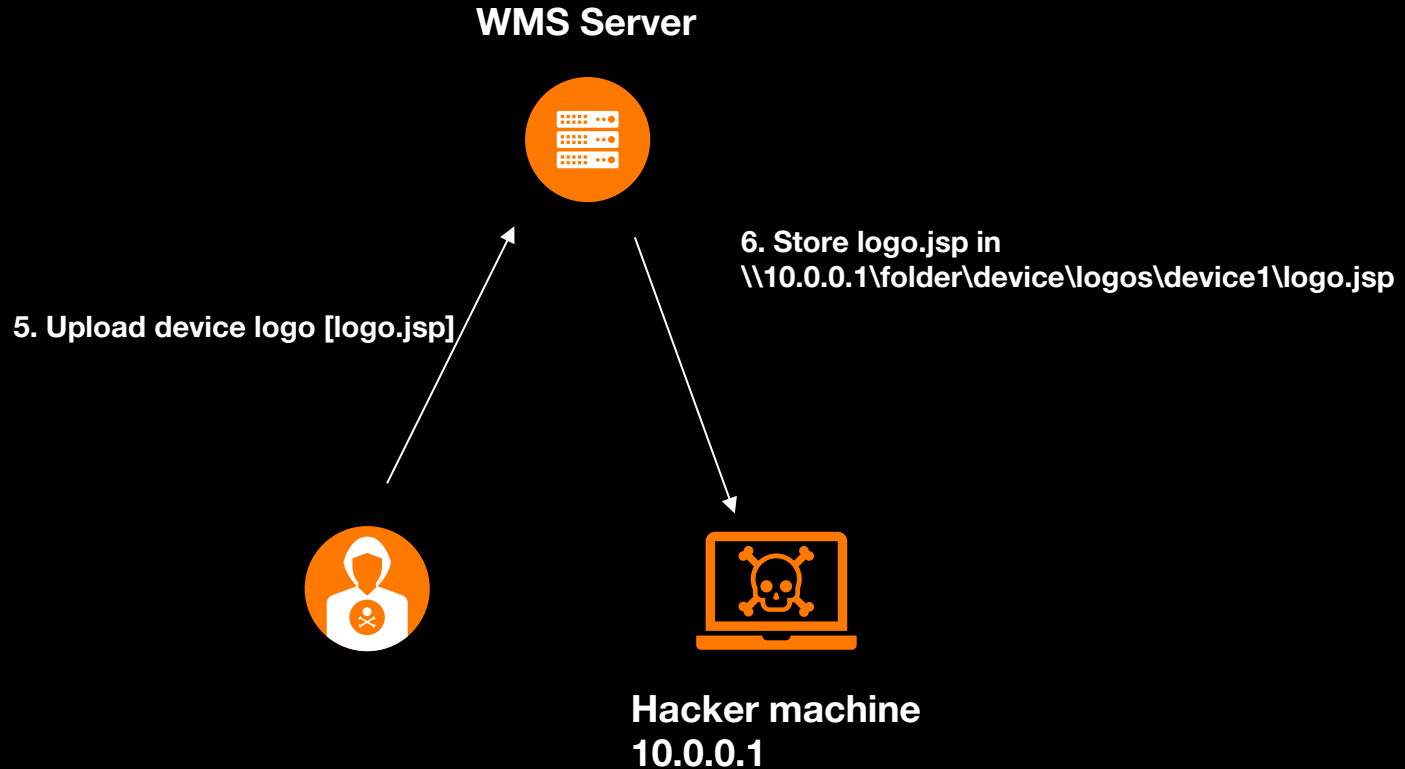 WMS Server
6. Store logo.jsp in
\\10.0.0.1\folder\device\logos\device1\logo.jsp
5. Upload device logo [logo.jsp]
Hacker machine
10.0.0.1